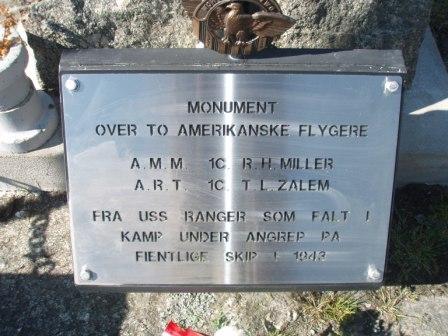 MONUMENT
OVER TO AMERIKANSKE FLYGERE
A.M.M. 1C R.H. MILLER
A.R.T. 1C T.L. ZALEM
FRA USS RANGER SOM FALT I
KAMP UNDER ANGREP PA
FIENTLIGE SKIP I 1943